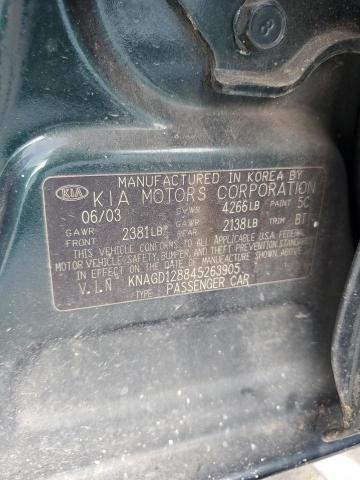 MANUFACTURED IN KOREA BY
KIA KIA MOTORS CORPORATION
06/03 GVWR 4266LB PAINT 5C
GAWR FRONT 2381LB GAWR REAR 2138LB TRIM BT
THIS VEHICLE CONFORMS TO ALL APPLICABLE U.S.A. FEDERAL
MOTOR VEHICLE SAFETY, BUMPER, AND THEFT PREVENTION STANDARDS
IN EFFECT ON THE DATE OF MANUFACTURE SHOWN ABOVE.
V.I.N KNAGD128845263905
TYPE PASSENGER CAR
8